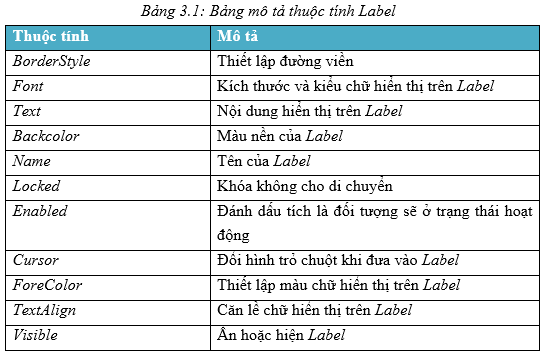 Bảng 3.1: Bảng mô tả thuộc tính Label
Thuộc tính Mô tả
BorderStyle Thiết lập đường viền
Font Kích thước và kiểu chữ hiển thị trên Label
Text Nội dung hiển thị trên Label
Backcolor Màu nền của Label
Name Tên của Label
Locked Khóa không cho di chuyển
Enabled Đánh dấu tích là đối tượng sẽ ở trạng thái hoạt
động
Cursor Đổi hình trỏ chuột khi đưa vào Label
ForeColor Thiết lập màu chữ hiển thị trên Label
TextAlign Căn lề chữ hiển thị trên Label
Visible Ẩn hoặc hiện Label